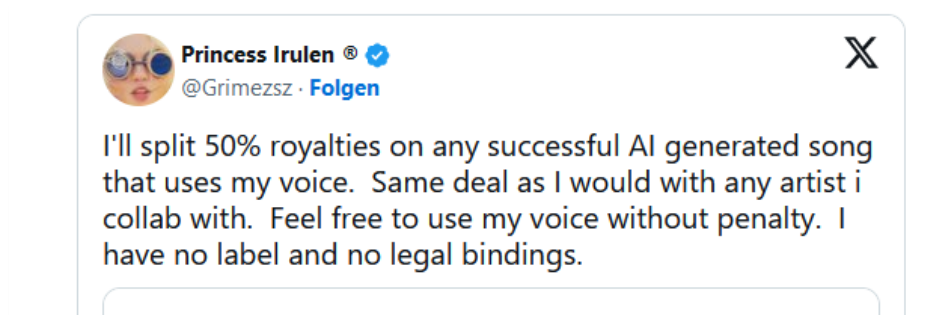 Princess Irulen ®
@Grimezsz · Folgen
I'll split 50% royalties on any successful AI generated song
that uses my voice.  Same deal as I would with any artist i
collab with.  Feel free to use my voice without penalty.  I
have no label and no legal bindings.